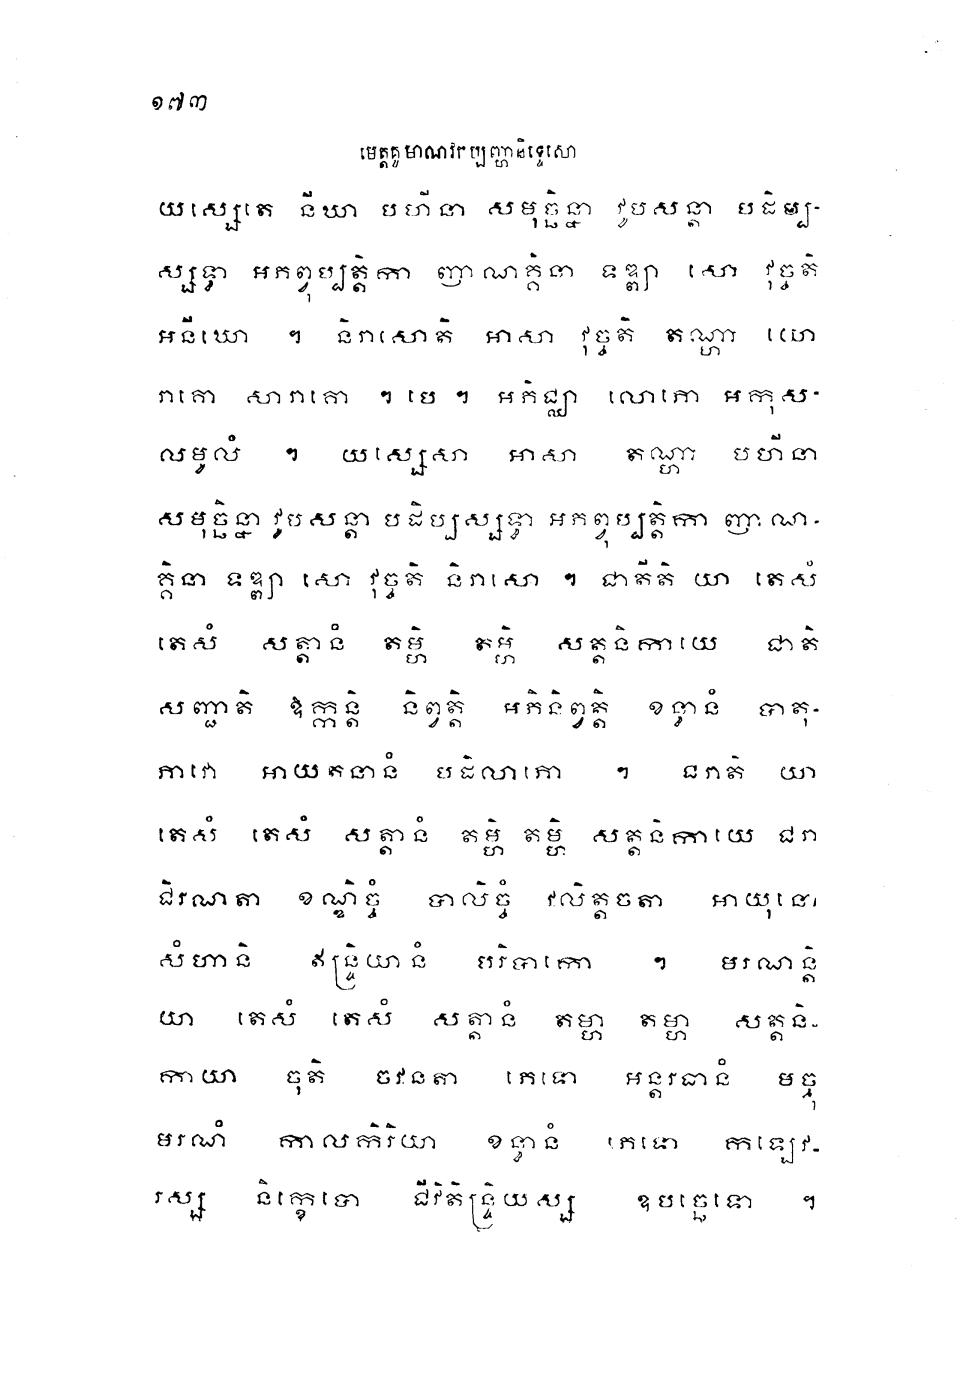 ១៧៣
មេត្តគូមាណវកប្បញ្ហានិទ្ទេសោ
យស្សេតេ នីឃា បហីនា សមុច្ឆិន្នា វូបសន្តា បដិប្ប-
ស្សទ្ធា អភព្វុប្បត្តិកា ញាណគ្គិនា ទឌ្ឍា សោ វុច្ចតិ
អនីឃោ ។ និរាសោតិ អាសា វុច្ចតិ តណ្ហា យោ
រាគោ សារាគោ ។ បេ ។ អភិជ្ឈា លោភោ អកុស-
លមូលំ ។ យស្សេសា អាសា តណ្ហា បហីនា
សមុច្ឆិន្នា វូបសន្តា បដិប្បស្សទ្ធា អភព្វុប្បត្តិកា ញាណ-
គ្គិនា ទឌ្ឍា សោ វុច្ចតិ និរាសោ ។ ជាតីតិ យា តេសំ
តេសំ សត្តានំ តម្ហិ តម្ហិ សត្តនិកាយេ ជាតិ
សញ្ជាតិ ឱក្កន្តិ និព្វត្តិ អភិនិព្វត្តិ ខន្ធានំ បាតុ-
ភាវោ អាយតនានំ បដិលាភោ ។ ជរាតិ យា
តេសំ តេសំ សត្តានំ តម្ហិ តម្ហិ សត្តនិកាយេ ជរា
ជិរណតា ខណ្ឌិច្ចំ បាលិច្ចំ វលិត្តចតា អាយុនោ
សំហានិ ឥន្ទ្រិយានំ បរិបាកោ ។ មរណន្តិ
យា តេសំ តេសំ សត្តានំ តម្ហា តម្ហា សត្តនិ-
កាយា ចុតិ ចវនតា ភេទោ អន្តរធានំ មច្ចុ
មរណំ កាលកិរិយា ខន្ធានំ ភេទោ កឡេវ-
រស្ស និក្ខេបោ ជីវិតិន្ទ្រិយស្ស ឧបច្ឆេទោ ។